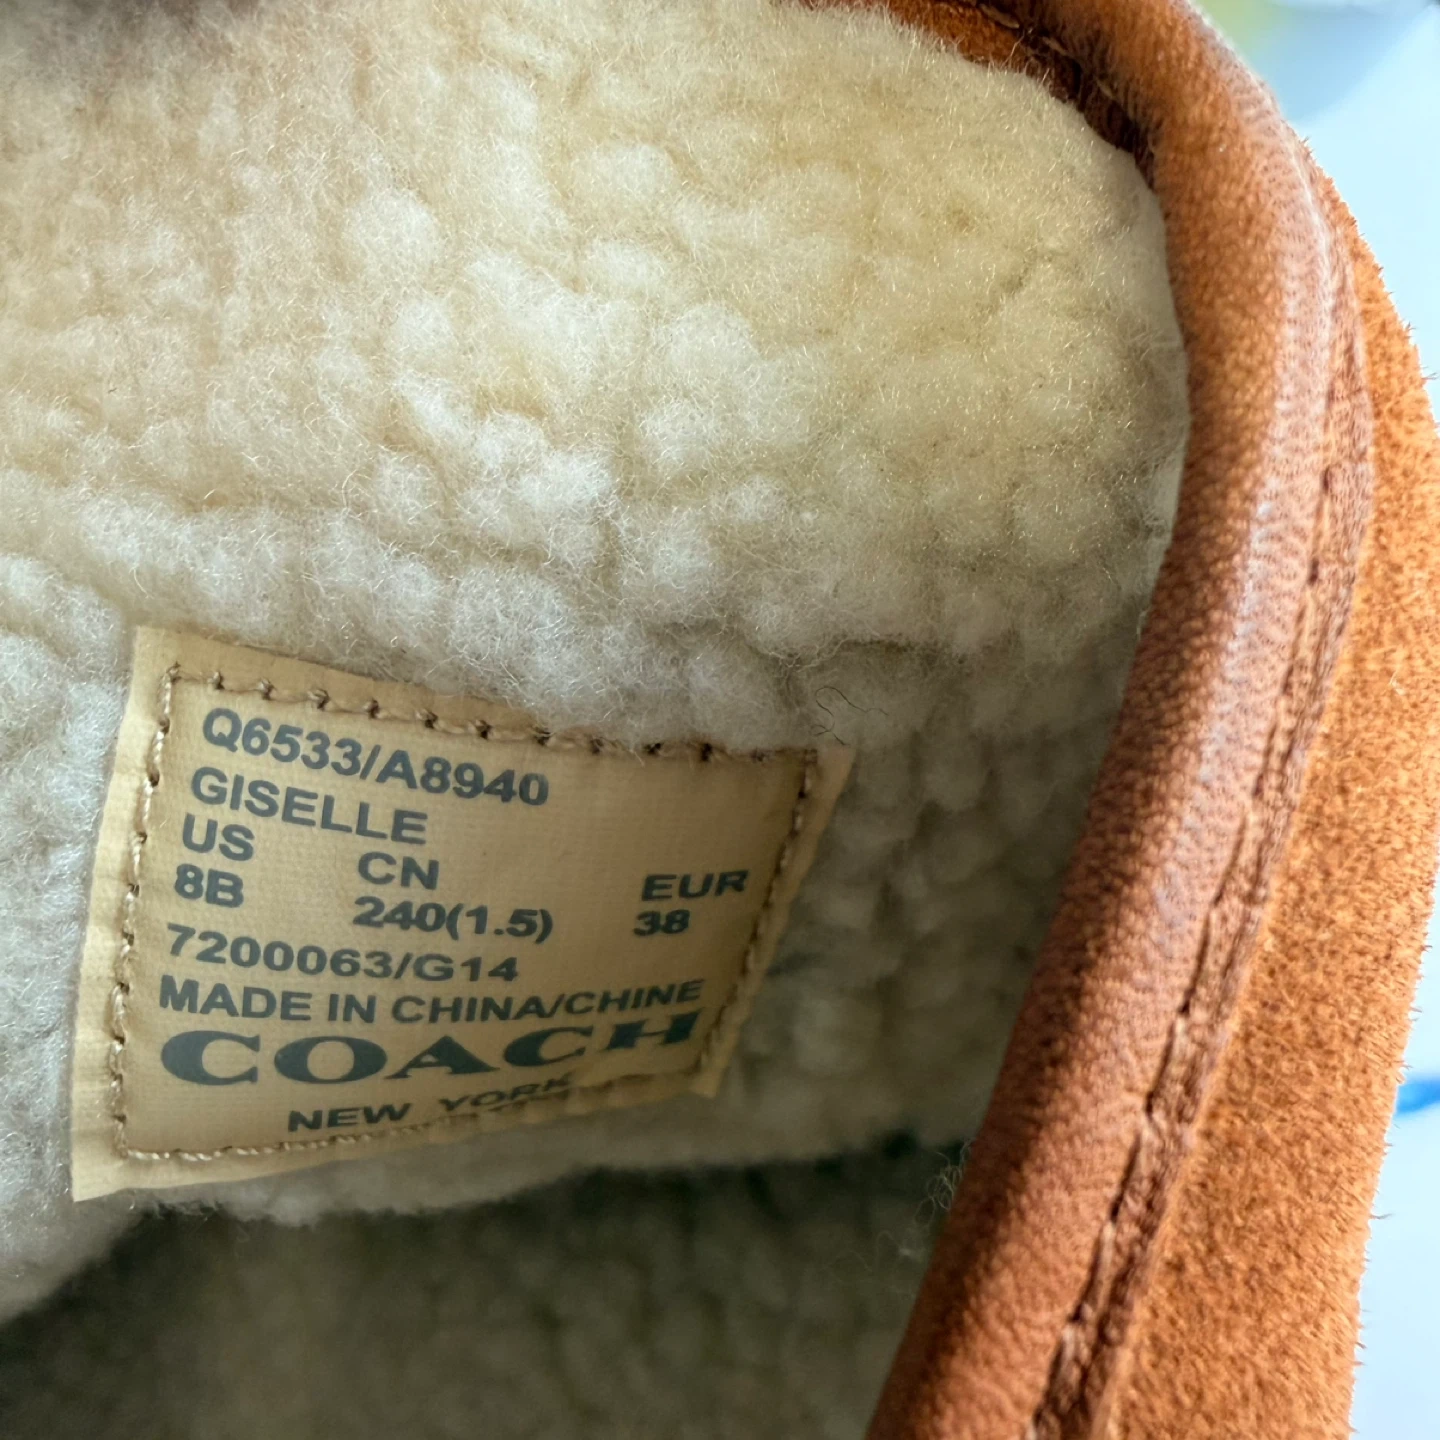 Q6533/A8940
GISELLE
US CN EUR
8B 240(1.5) 38
7200063/G14
MADE IN CHINA/CHINE
COACH
NEW YORK